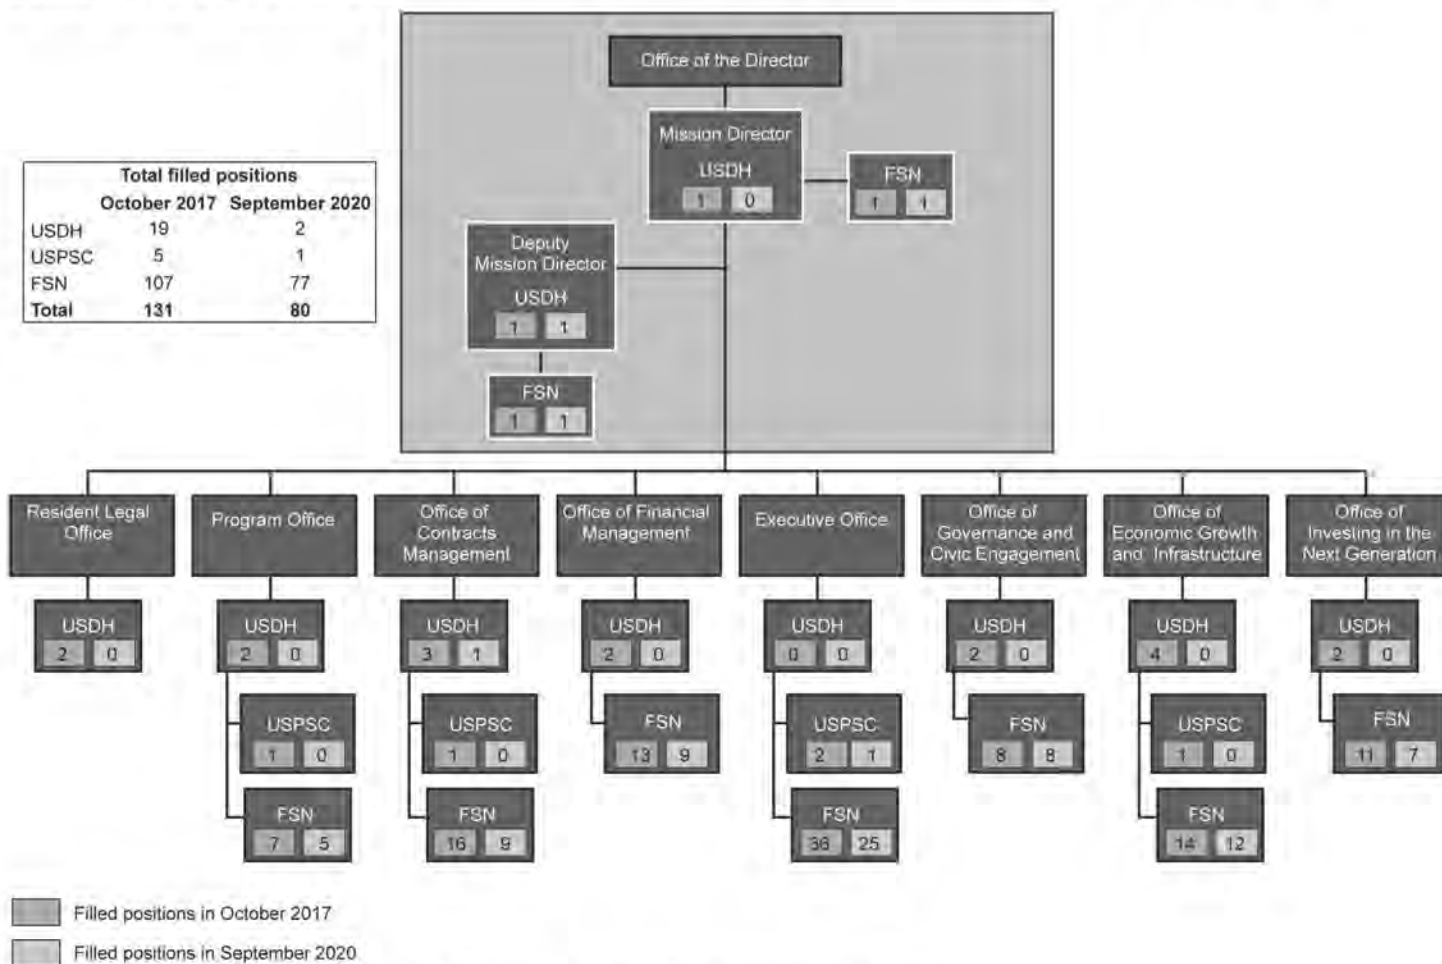 Office of the Director
Mission Director
USDH
1 0
FSN
1 1
Deputy
Mission Director
USDH
1 1
FSN
1 1
Total filled positions
October 2017 September 2020
USDH 19 2
USPSC 5 1
FSN 107 77
Total 131 80
Resident Legal
Office
USDH
2 0
Program Office
USDH
2 0
USPSC
1 0
FSN
7 5
Office of
Contracts
Management
USDH
3 1
USPSC
1 0
FSN
16 9
Office of Financial
Management
USDH
2 0
FSN
13 9
Executive Office
USDH
0 0
USPSC
2 1
FSN
36 25
Office of
Governance and
Civic Engagement
USDH
2 0
FSN
8 8
Office of
Economic Growth
and Infrastructure
USDH
4 0
USPSC
1 0
FSN
14 12
Office of
Investing in the
Next Generation
USDH
2 0
FSN
11 7
Filled positions in October 2017
Filled positions in September 2020